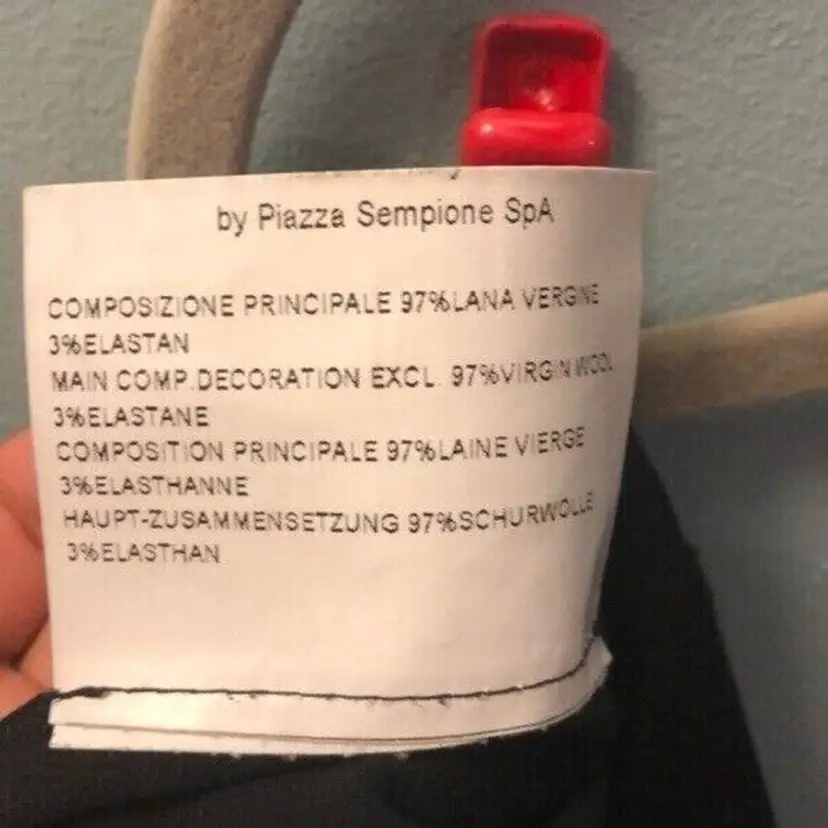 by Piazza Sempione SpA
COMPOSIZIONE PRINCIPALE 97%LANA VERGINE
3%ELASTAN
MAIN COMP.DECORATION EXCL. 97%VIRGIN WOOL
3%ELASTANE
COMPOSITION PRINCIPALE 97%LAINE VIERGE
3%ELASTHANNE
HAUPT-ZUSAMMENSETZUNG 97%SCHURWOLLE
3%ELASTHAN